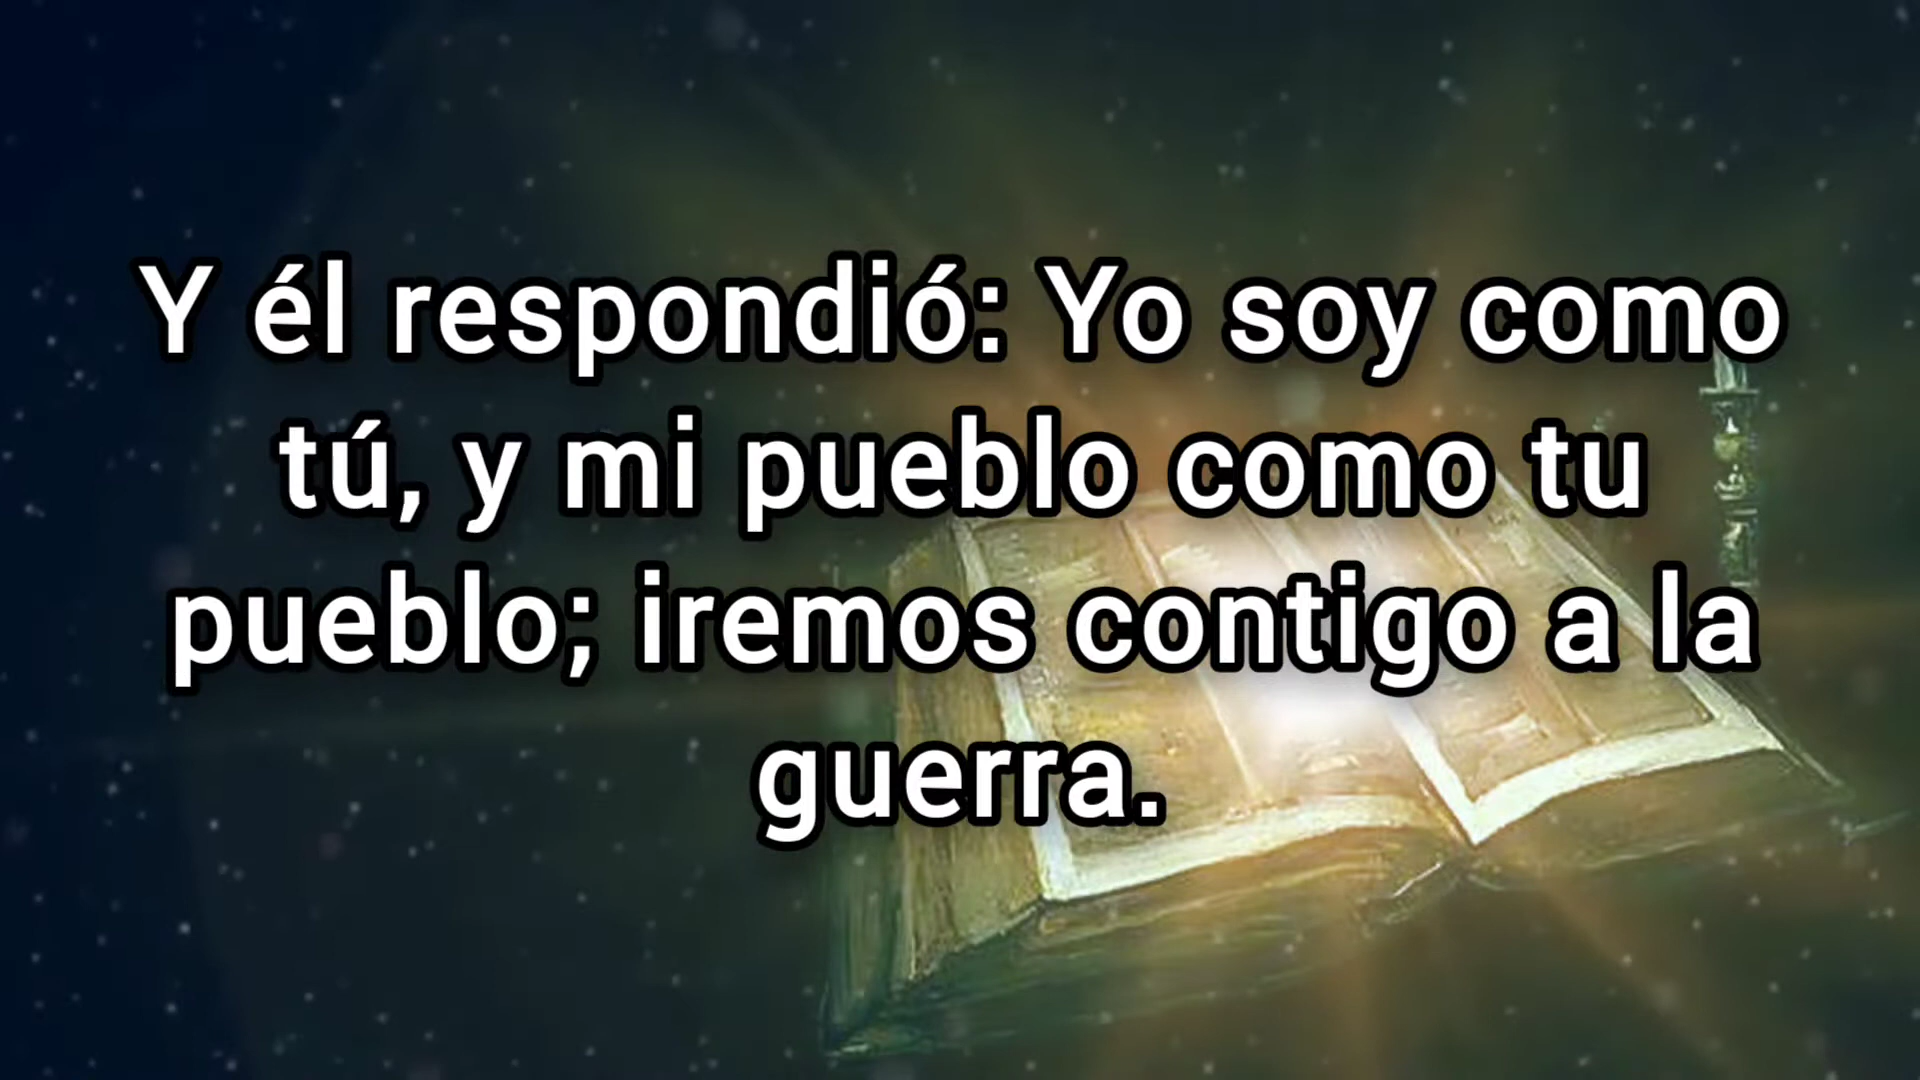 Y él respondió: Yo soy como
tú, y mi pueblo como tu
pueblo; iremos contigo a la
guerra.